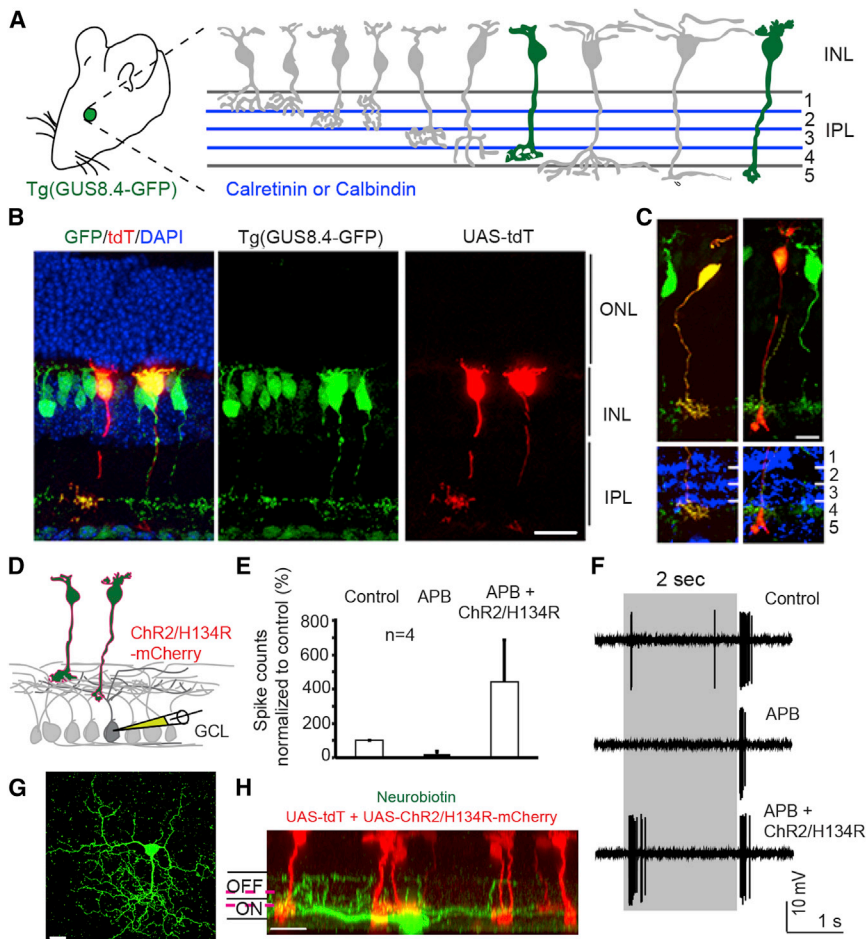 A
INL
1
2
3
4
5
IPL
Tg(GUS8.4-GFP)
Calretinin or Calbindin
B
GFP/tdT/DAPI
Tg(GUS8.4-GFP)
UAS-tdT
ONL
INL
IPL
C
1
2
3
4
5
D
ChR2/H134R
-mCherry
GCL
E
Control
APB
APB +
ChR2/H134R
n=4
Spike counts
normalized to control (%)
800
600
400
200
0
F
2 sec
Control
APB
APB +
ChR2/H134R
10 mV
1 s
G
H
Neurobiotin
UAS-tdT + UAS-ChR2/H134R-mCherry
OFF
ON